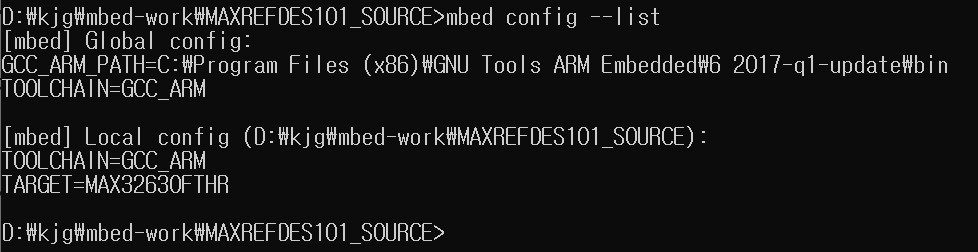 D:₩kjg₩mbed-work₩MAXREFDES101_SOURCE>mbed config --list
[mbed] Global config:
GCC_ARM_PATH=C:₩Program Files (x86)₩GNU Tools ARM Embedded₩6 2017-q1-update₩bin
TOOLCHAIN=GCC_ARM
[mbed] Local config (D:₩kjg₩mbed-work₩MAXREFDES101_SOURCE):
TOOLCHAIN=GCC_ARM
TARGET=MAX32630FTHR
D:₩kjg₩mbed-work₩MAXREFDES101_SOURCE>